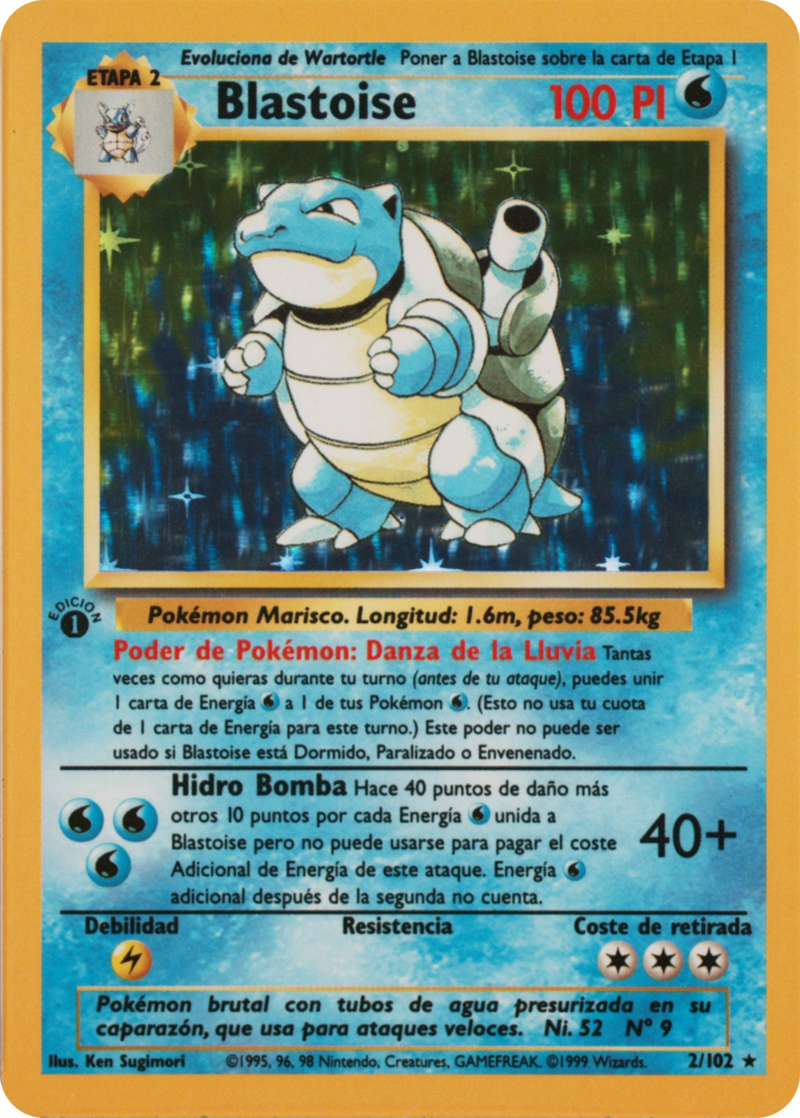 Evoluciona de Wartortle Poner a Blastoise sobre la carta de Etapa 1
ETAPA 2
Blastoise 100 PI
EDICION
1
Pokémon Marisco. Longitud: 1.6m, peso: 85.5kg
Poder de Pokémon: Danza de la Lluvia Tantas
veces como quieras durante tu turno (antes de tu ataque), puedes unir
1 carta de Energía a 1 de tus Pokémon . (Esto no usa tu cuota
de 1 carta de Energía para este turno.) Este poder no puede ser
usado si Blastoise está Dormido, Paralizado o Envenenado.
Hidro Bomba Hace 40 puntos de daño más
otros 10 puntos por cada Energía unida a
Blastoise pero no puede usarse para pagar el coste
Adicional de Energía de este ataque. Energía
adicional después de la segunda no cuenta.
40+
Debilidad Resistencia Coste de retirada
Pokémon brutal con tubos de agua presurizada en su
caparazón, que usa para ataques veloces. Ni. 52 N° 9
Ilus. Ken Sugimori ©1995, 96, 98 Nintendo, Creatures, GAMEFREAK. ©1999 Wizards. 2/102 ★